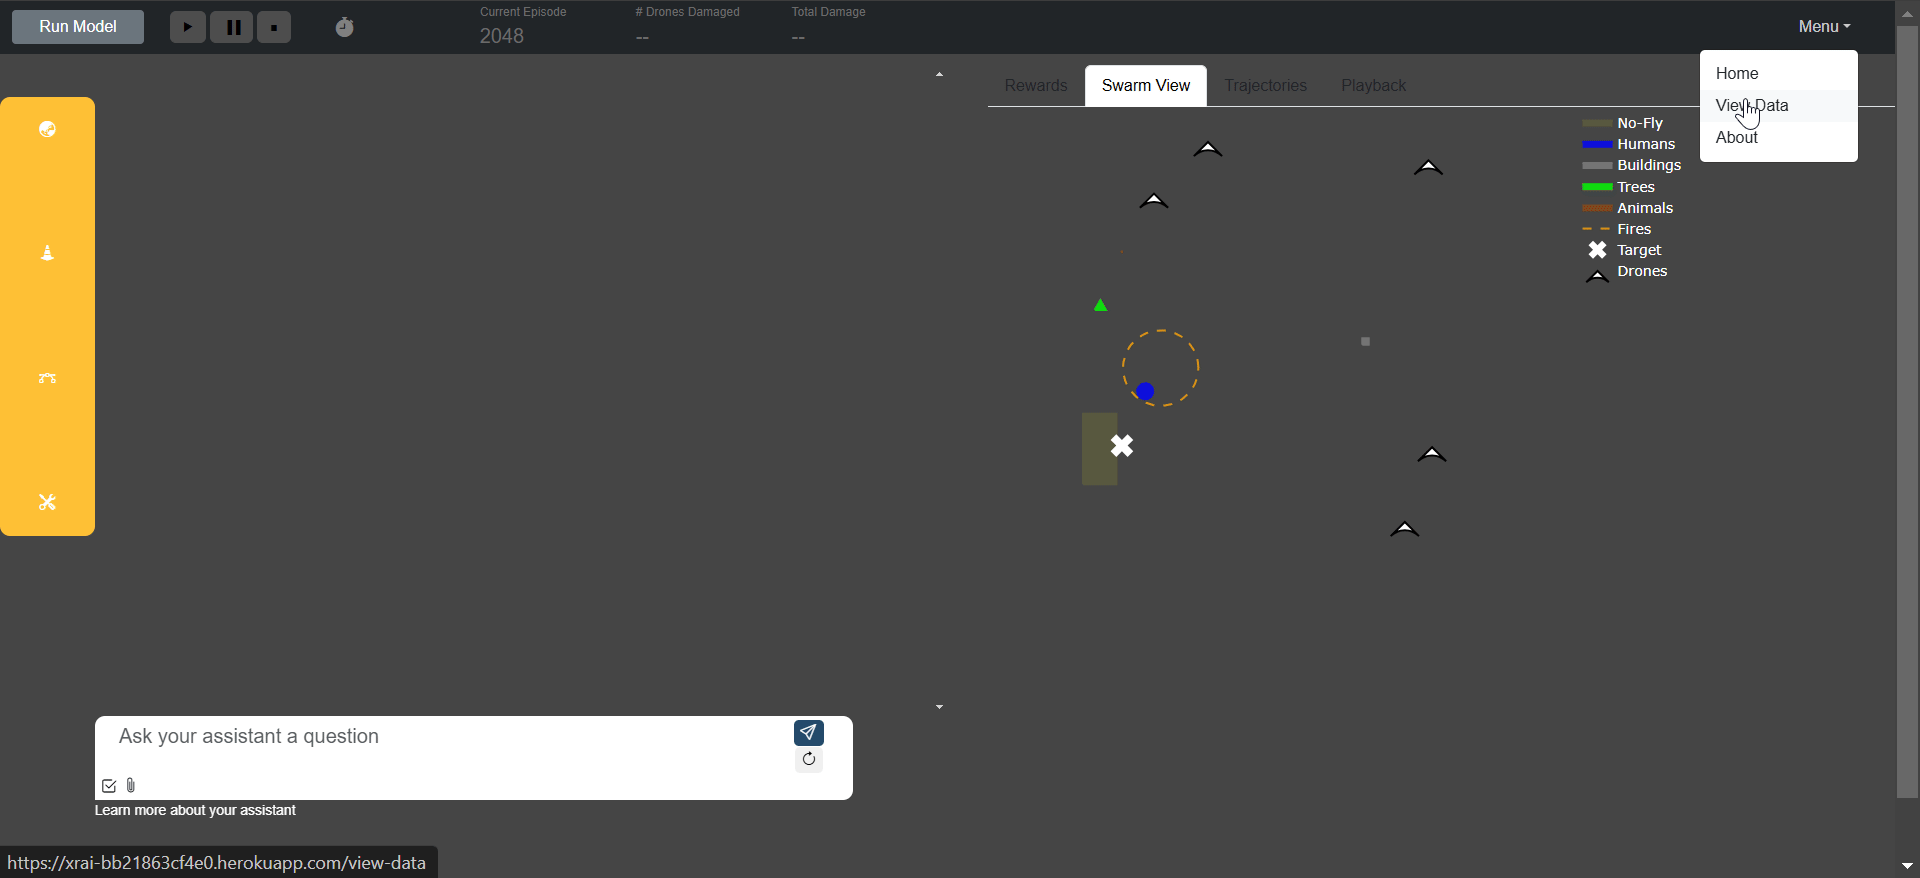 Run Model
Current Episode
2048
# Drones Damaged
--
Total Damage
--
Menu
Home
View Data
About
Rewards
Swarm View
Trajectories
Playback
No-Fly
Humans
Buildings
Trees
Animals
Fires
Target
Drones
Ask your assistant a question
Learn more about your assistant
https://xrai-bb21863cf4e0.herokuapp.com/view-data